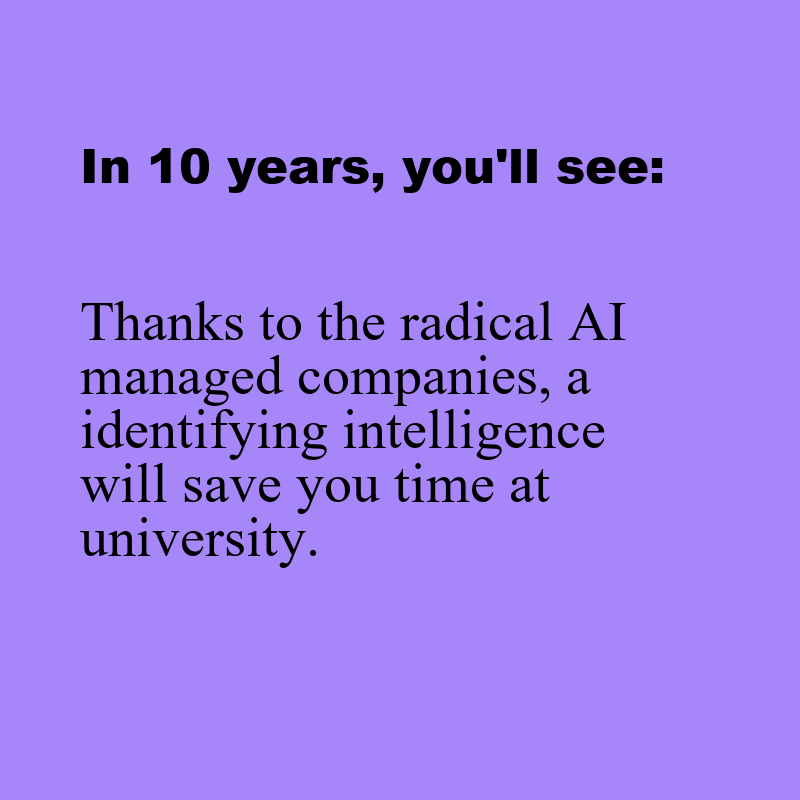 In 10 years, you'll see:
Thanks to the radical AI
managed companies, a
identifying intelligence
will save you time at
university.